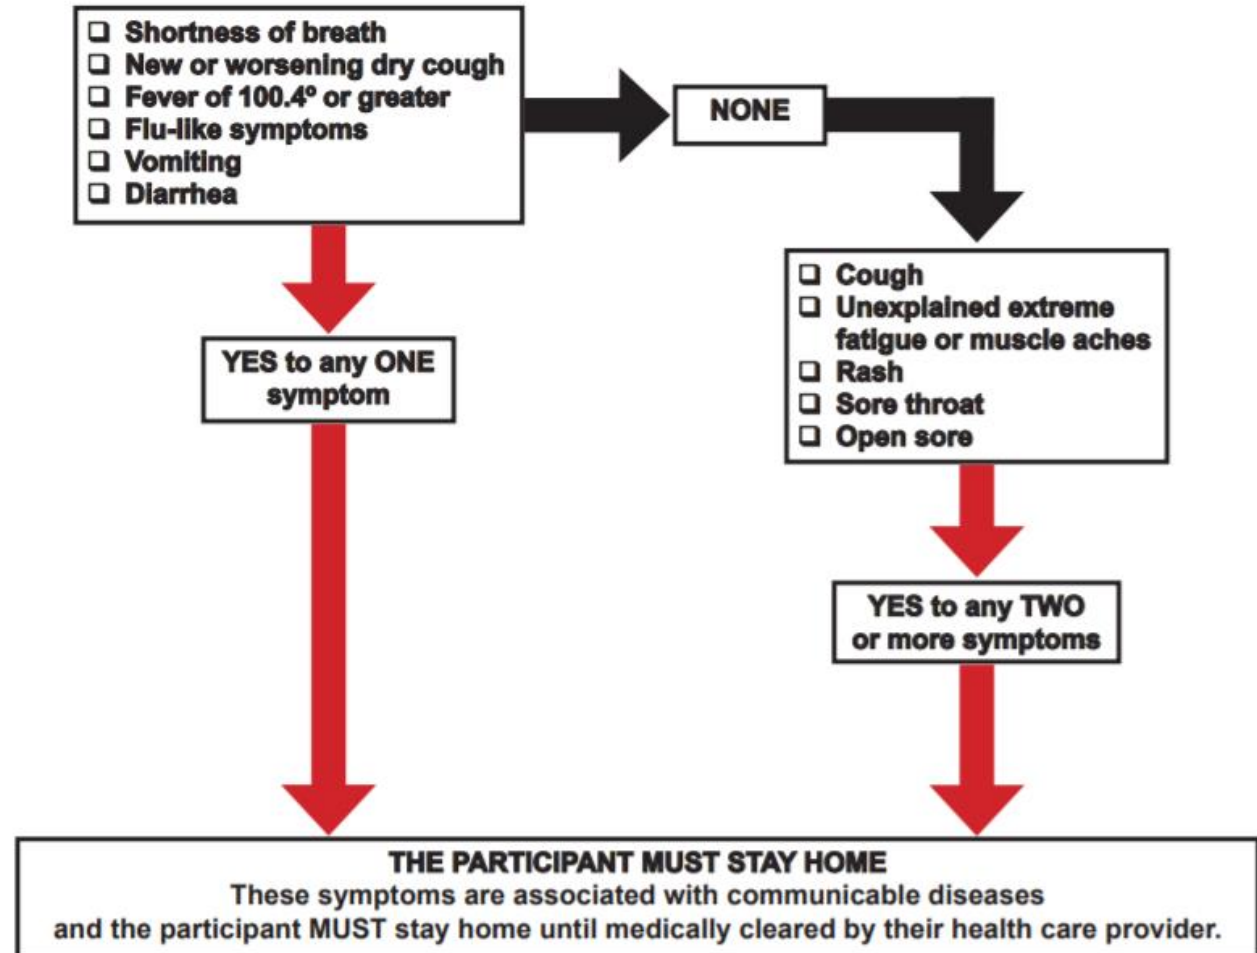 ❑ Shortness of breath
❑ New or worsening dry cough
❑ Fever of 100.4º or greater
❑ Flu-like symptoms
❑ Vomiting
❑ Diarrhea
NONE
YES to any ONE
symptom
❑ Cough
❑ Unexplained extreme
fatigue or muscle aches
❑ Rash
❑ Sore throat
❑ Open sore
YES to any TWO
or more symptoms
THE PARTICIPANT MUST STAY HOME
These symptoms are associated with communicable diseases
and the participant MUST stay home until medically cleared by their health care provider.